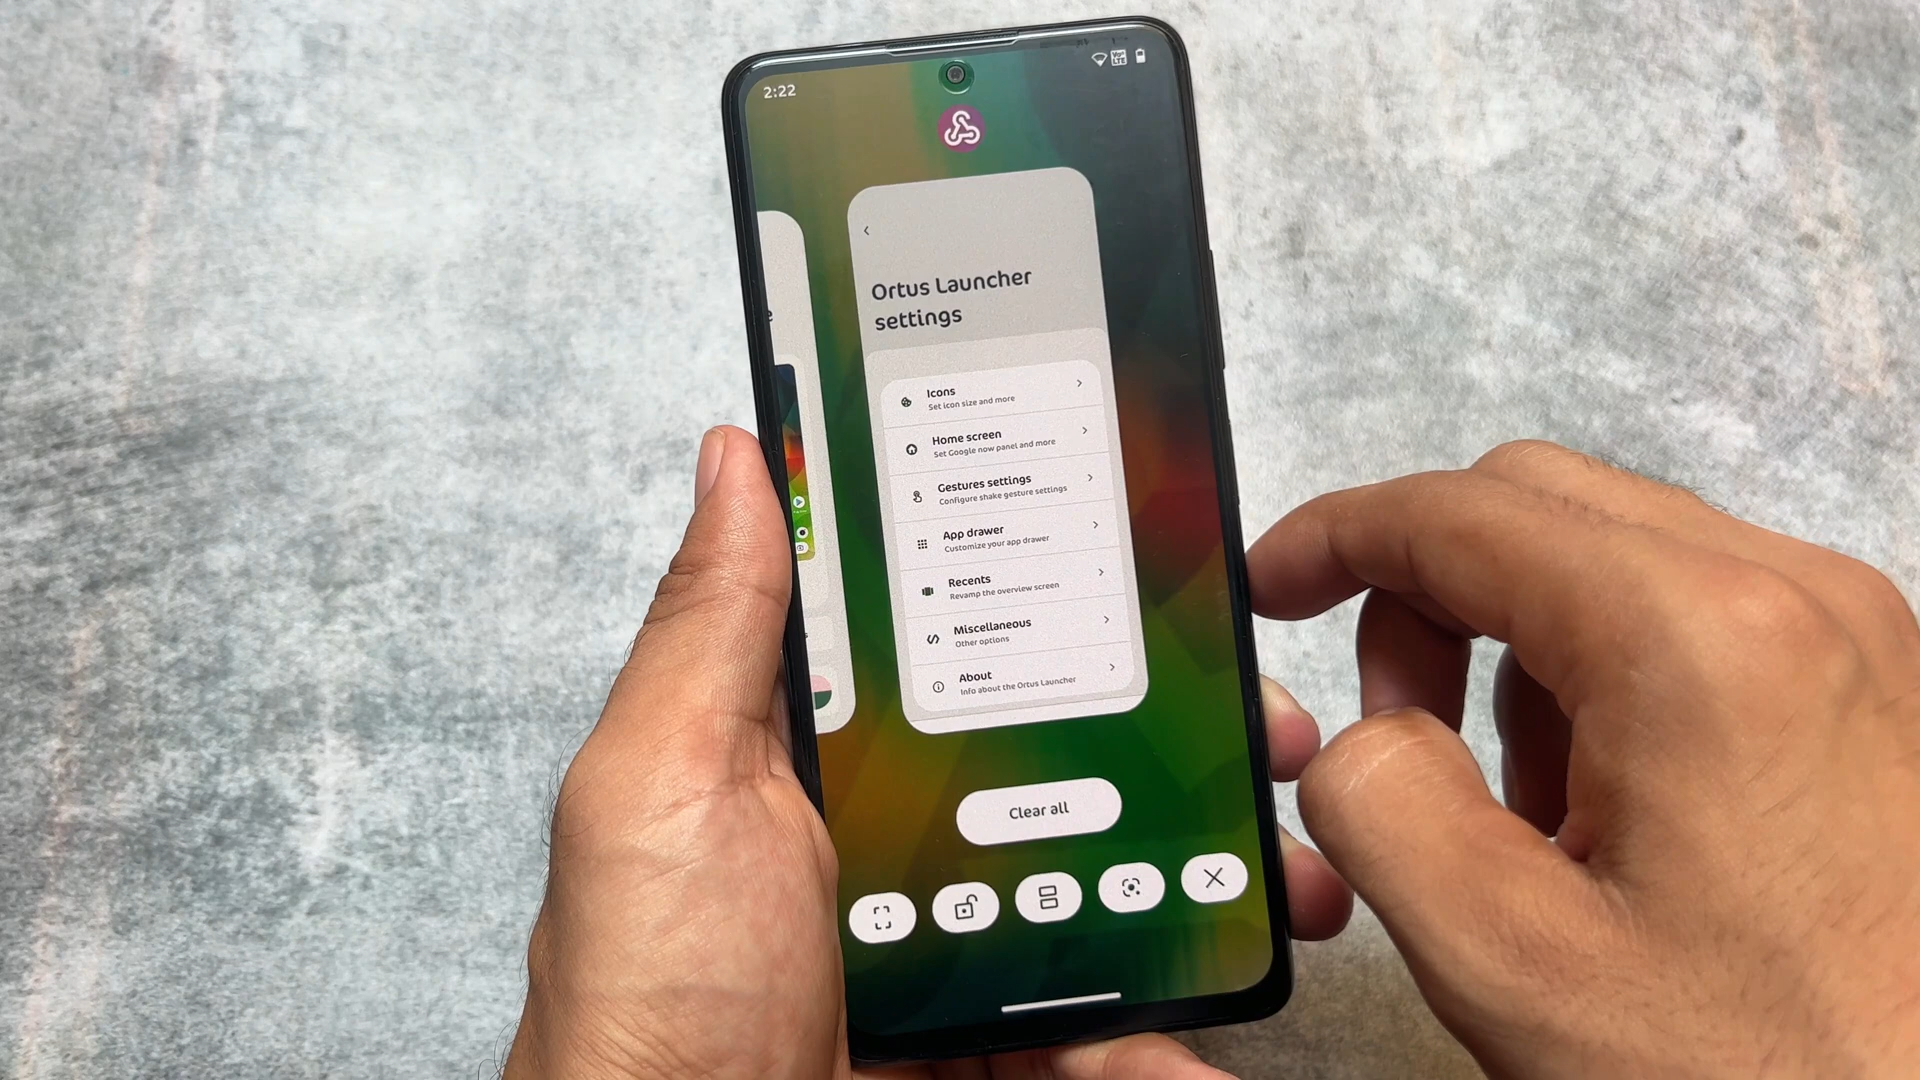 2:22
Vo
LTE
Ortus Launcher
settings
Icons
Set icon size and more
Home screen
Set Google now panel and more
Gestures settings
Configure shake gesture settings
App drawer
Customize your app drawer
Recents
Revamp the overview screen
Miscellaneous
Other options
About
Info about the Ortus Launcher
Clear all